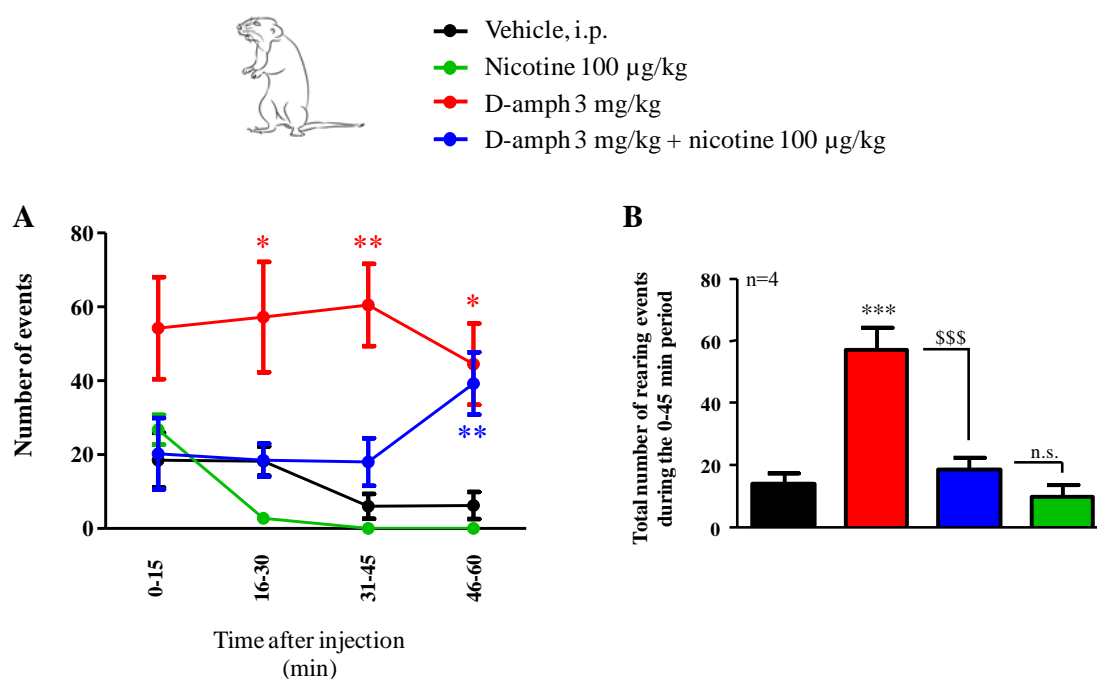 Vehicle, i.p.
Nicotine 100 µg/kg
D-amph 3 mg/kg
D-amph 3 mg/kg + nicotine 100 µg/kg
A
Number of events
80
60
40
20
0
*
**
*
**
0-15
16-30
31-45
46-60
Time after injection
(min)
B
Total number of rearing events
during the 0-45 min period
80
60
40
20
0
n=4
***
$$$
n.s.